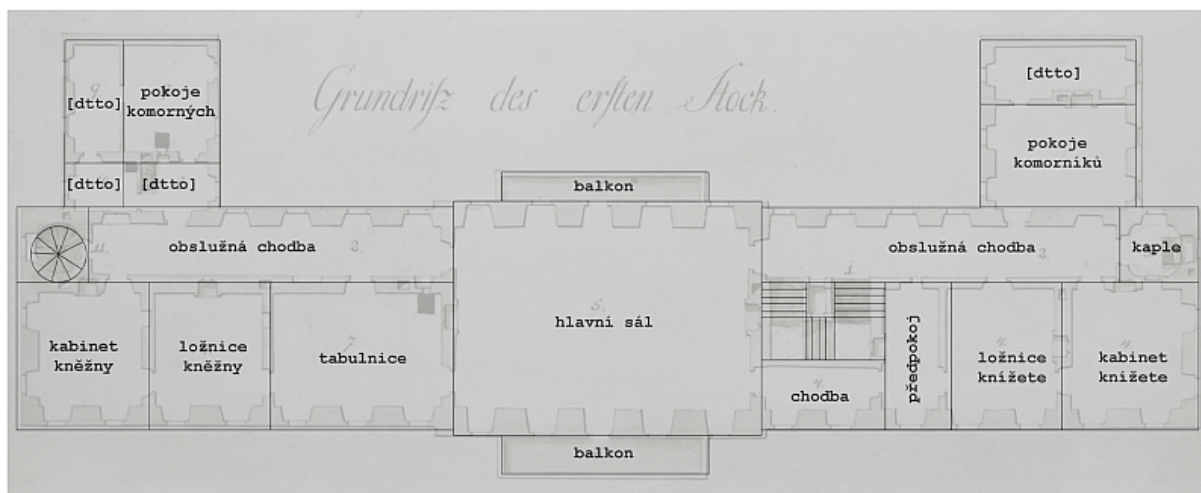 Grundriß des ersten Stock.
[dtto]
pokoje
komorných
[dtto]
[dtto]
[dtto]
pokoje
komorníků
balkon
obslužná chodba
hlavní sál
obslužná chodba
kaple
kabinet
kněžny
ložnice
kněžny
tabulnice
chodba
předpokoj
ložnice
knížete
kabinet
knížete
balkon